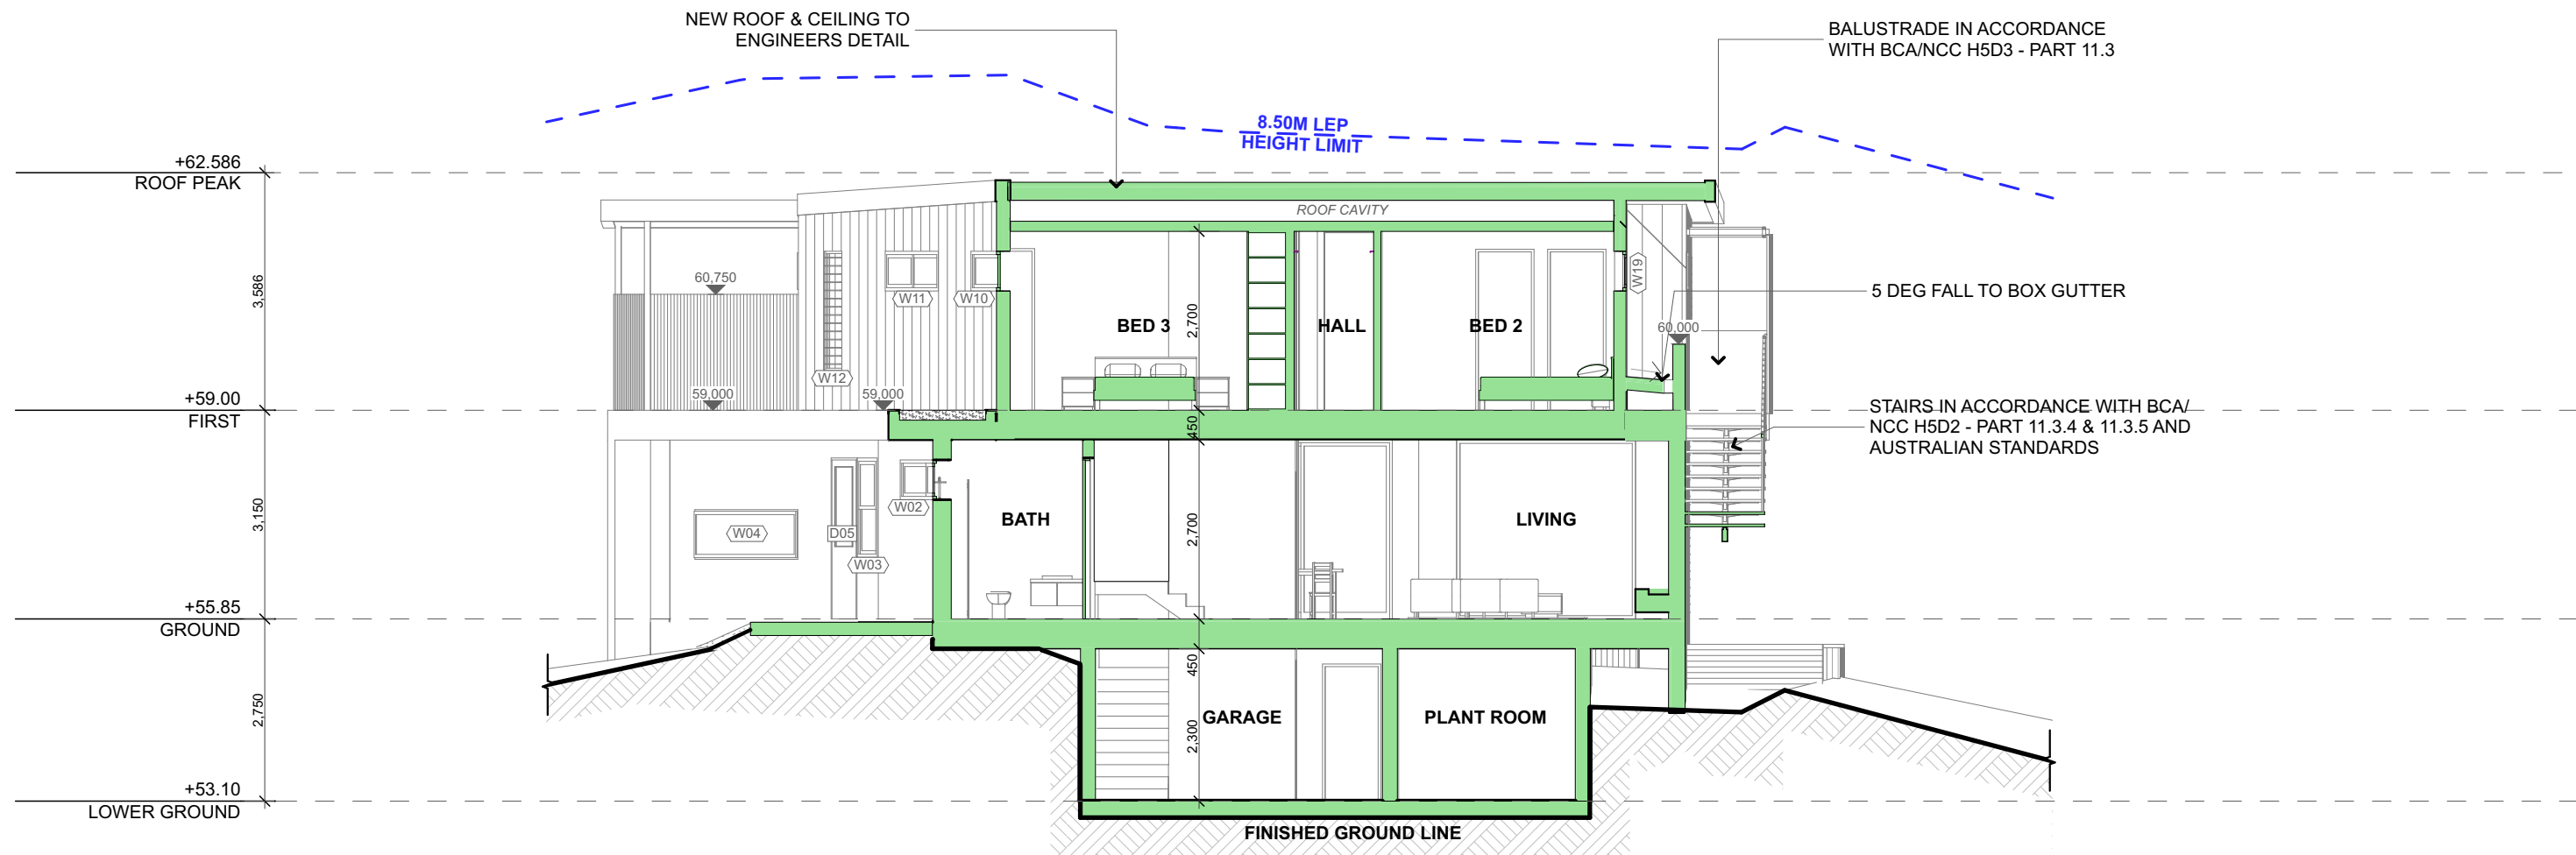 NEW ROOF & CEILING TO
ENGINEERS DETAIL
BALUSTRADE IN ACCORDANCE
WITH BCA/NCC H5D3 - PART 11.3
8.50M LEP
HEIGHT LIMIT
+62.586
ROOF PEAK
ROOF CAVITY
3,586
60,750
W11
W10
W19
5 DEG FALL TO BOX GUTTER
BED 3
2,700
HALL
BED 2
60,000
W12
59,000
59,000
+59.00
FIRST
450
STAIRS IN ACCORDANCE WITH BCA/
NCC H5D2 - PART 11.3.4 & 11.3.5 AND
AUSTRALIAN STANDARDS
3,150
W02
W04
D05
W03
BATH
2,700
LIVING
+55.85
GROUND
450
2,750
GARAGE
2,300
PLANT ROOM
+53.10
LOWER GROUND
FINISHED GROUND LINE